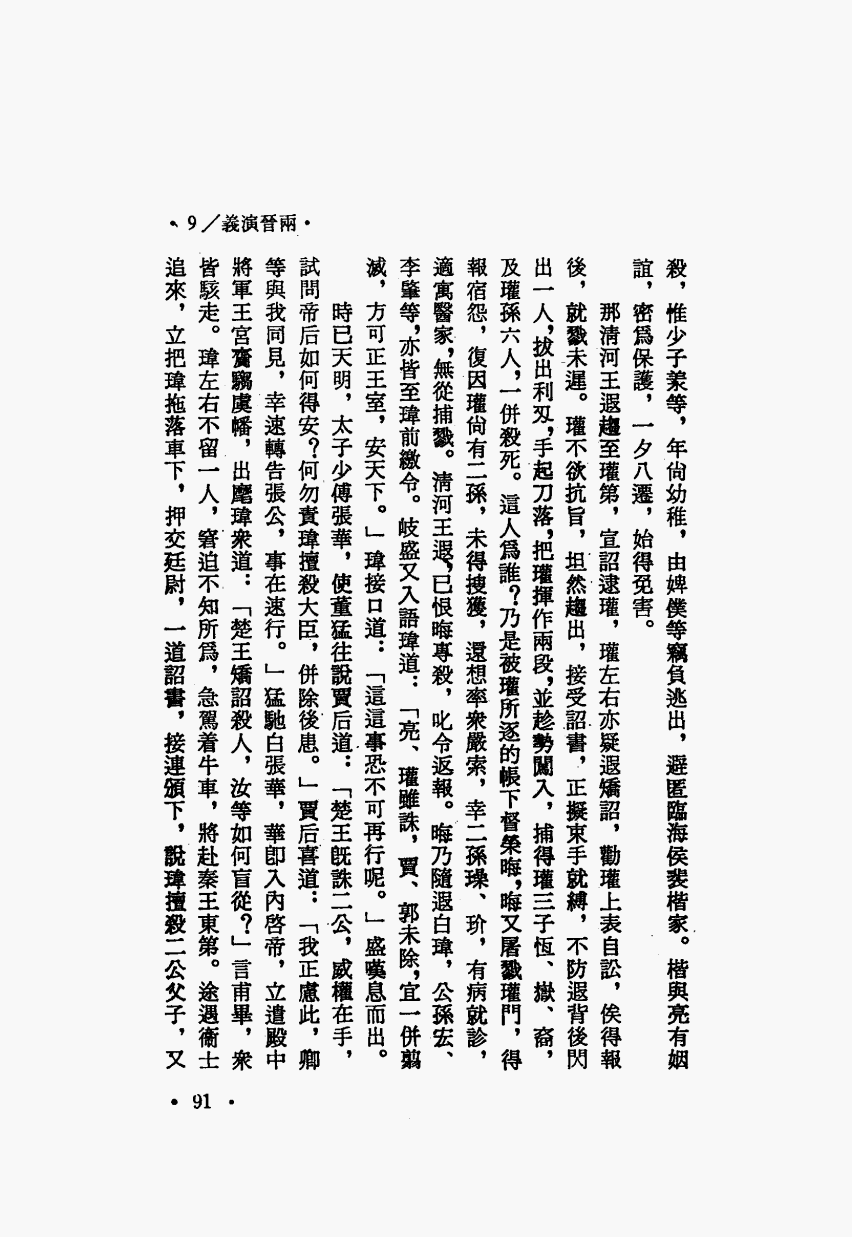 •、9／義演晉兩•
殺，惟少子羕等，年尚幼稚，由婢僕等竊負逃出，避匿臨海侯裴楷家。楷與亮有姻
誼，密爲保護，一夕八遷，始得免害。
那淸河王遐趨至瓘第，宣詔逮瓘，瓘左右亦疑遐矯詔，勸瓘上表自訟，俟得報
後，就戮未遲。瓘不欲抗旨，坦然趨出，接受詔書，正擬束手就縛，不防遐背後閃
出一人，拔出利刄，手起刀落，把瓘揮作兩段，並趁勢闖入，捕得瓘三子恆、嶽、裔，
及瓘孫六人，一併殺死。這人爲誰？乃是被瓘所逐的帳下督榮晦，晦又屠戮瓘門，得
報宿怨，復因瓘尚有二孫，未得搜獲，還想率衆嚴索，幸二孫璪、玠，有病就診，
適寓醫家，無從捕戮。淸河王遐，已恨晦專殺，叱令返報。晦乃隨遐白瑋，公孫宏、
李肇等，亦皆至瑋前繳令。岐盛又入語瑋道：「亮、瓘雖誅，賈、郭未除，宜一併翦
滅，方可正王室，安天下。」瑋接口道：「這這事恐不可再行呢。」盛嘆息而出。
時已天明，太子少傅張華，使董猛往說賈后道：「楚王旣誅二公，威權在手，
試問帝后如何得安？何勿責瑋擅殺大臣，併除後患。」賈后喜道：「我正慮此，卿
等與我同見，幸速轉告張公，事在速行。」猛馳白張華，華卽入內啓帝，立遣殿中
將軍王宮齎騶虞幡，出麾瑋衆道：「楚王矯詔殺人，汝等如何盲從？」言甫畢，衆
皆駭走。瑋左右不留一人，窘迫不知所爲，急駕着牛車，將赴秦王東第。途遇衞士
追來，立把瑋拖落車下，押交廷尉，一道詔書，接連頒下，說瑋擅殺二公父子，又
• 91 •